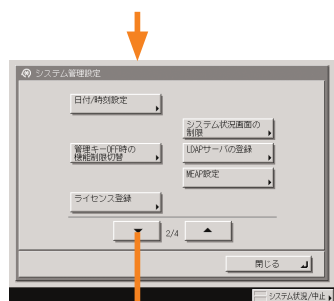 システム管理設定
日付/時刻設定
システム状況画面の
制限
管理キーOFF時の
機能制限切替
LDAPサーバの登録
MEAP設定
ライセンス登録
2/4
閉じる
システム状況/中止